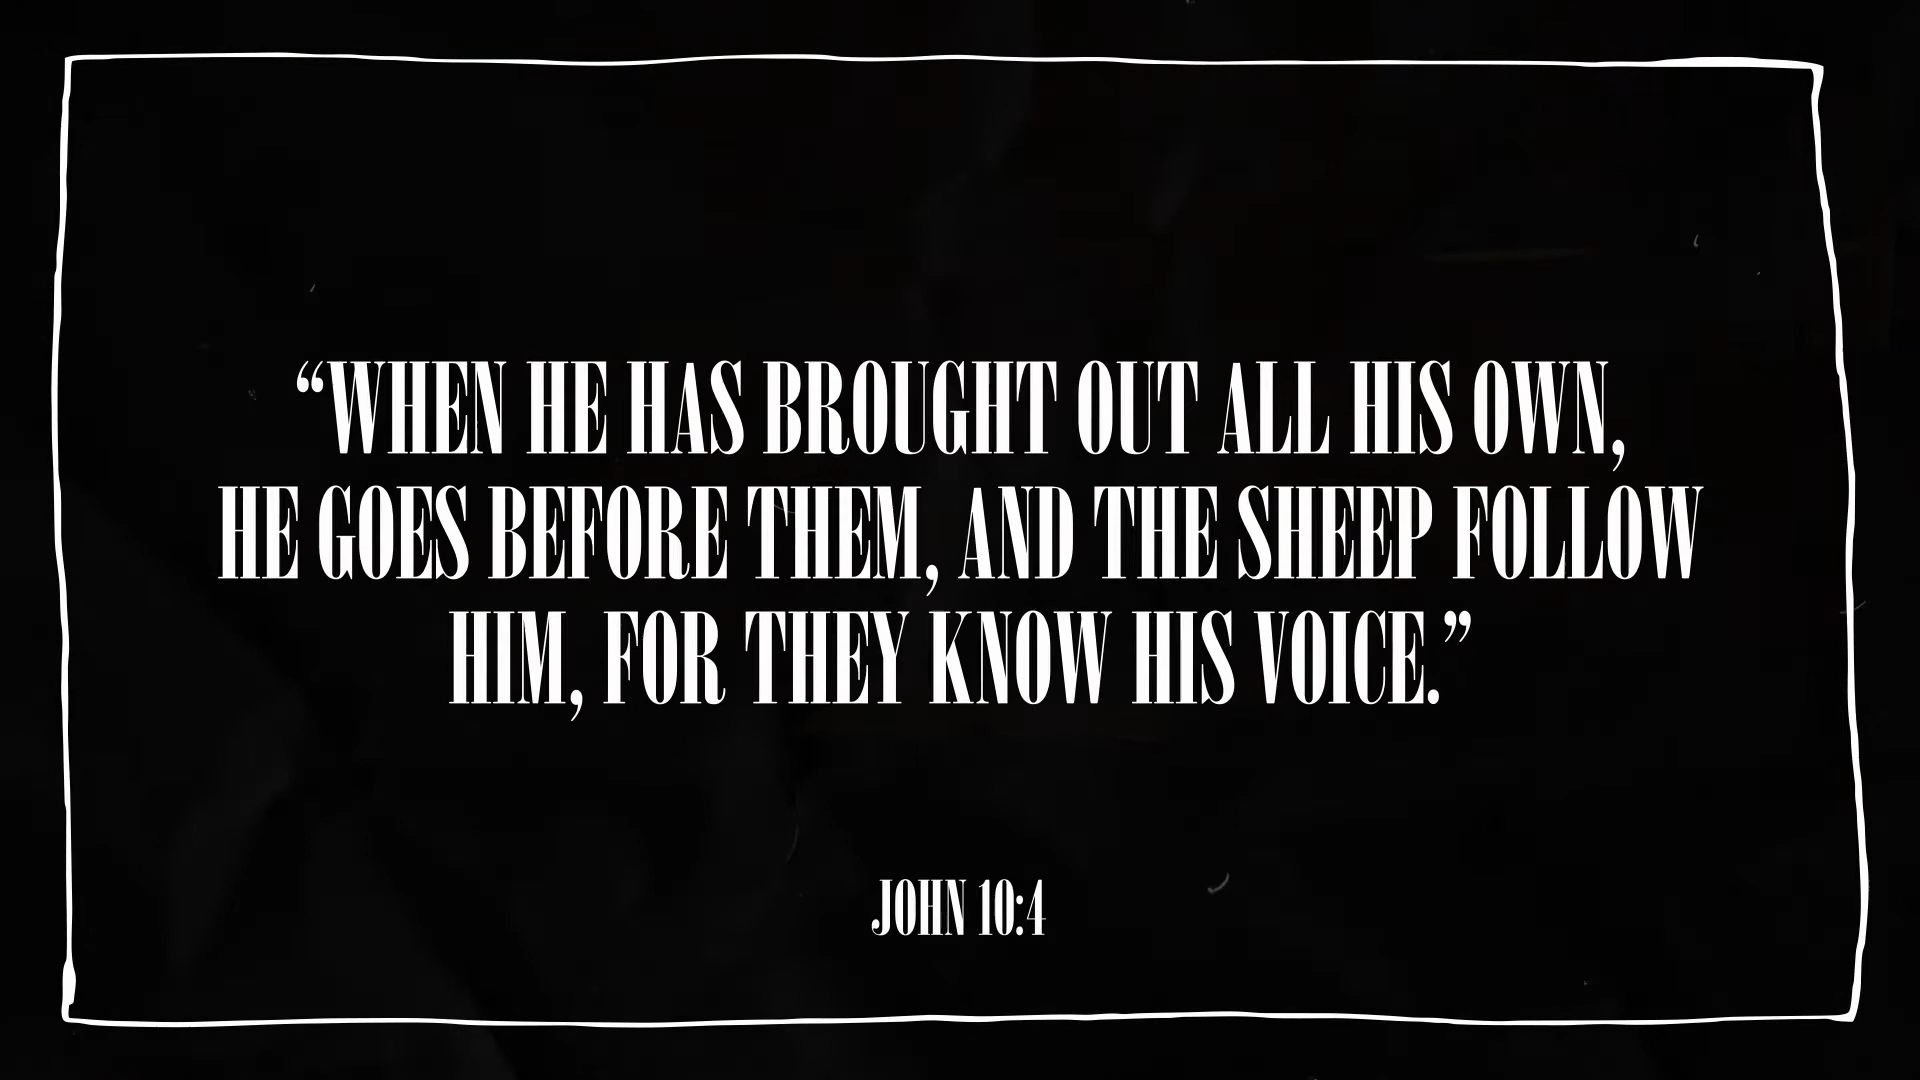 “WHEN HE HAS BROUGHT OUT ALL HIS OWN,
HE GOES BEFORE THEM, AND THE SHEEP FOLLOW
HIM, FOR THEY KNOW HIS VOICE.”
JOHN 10:4